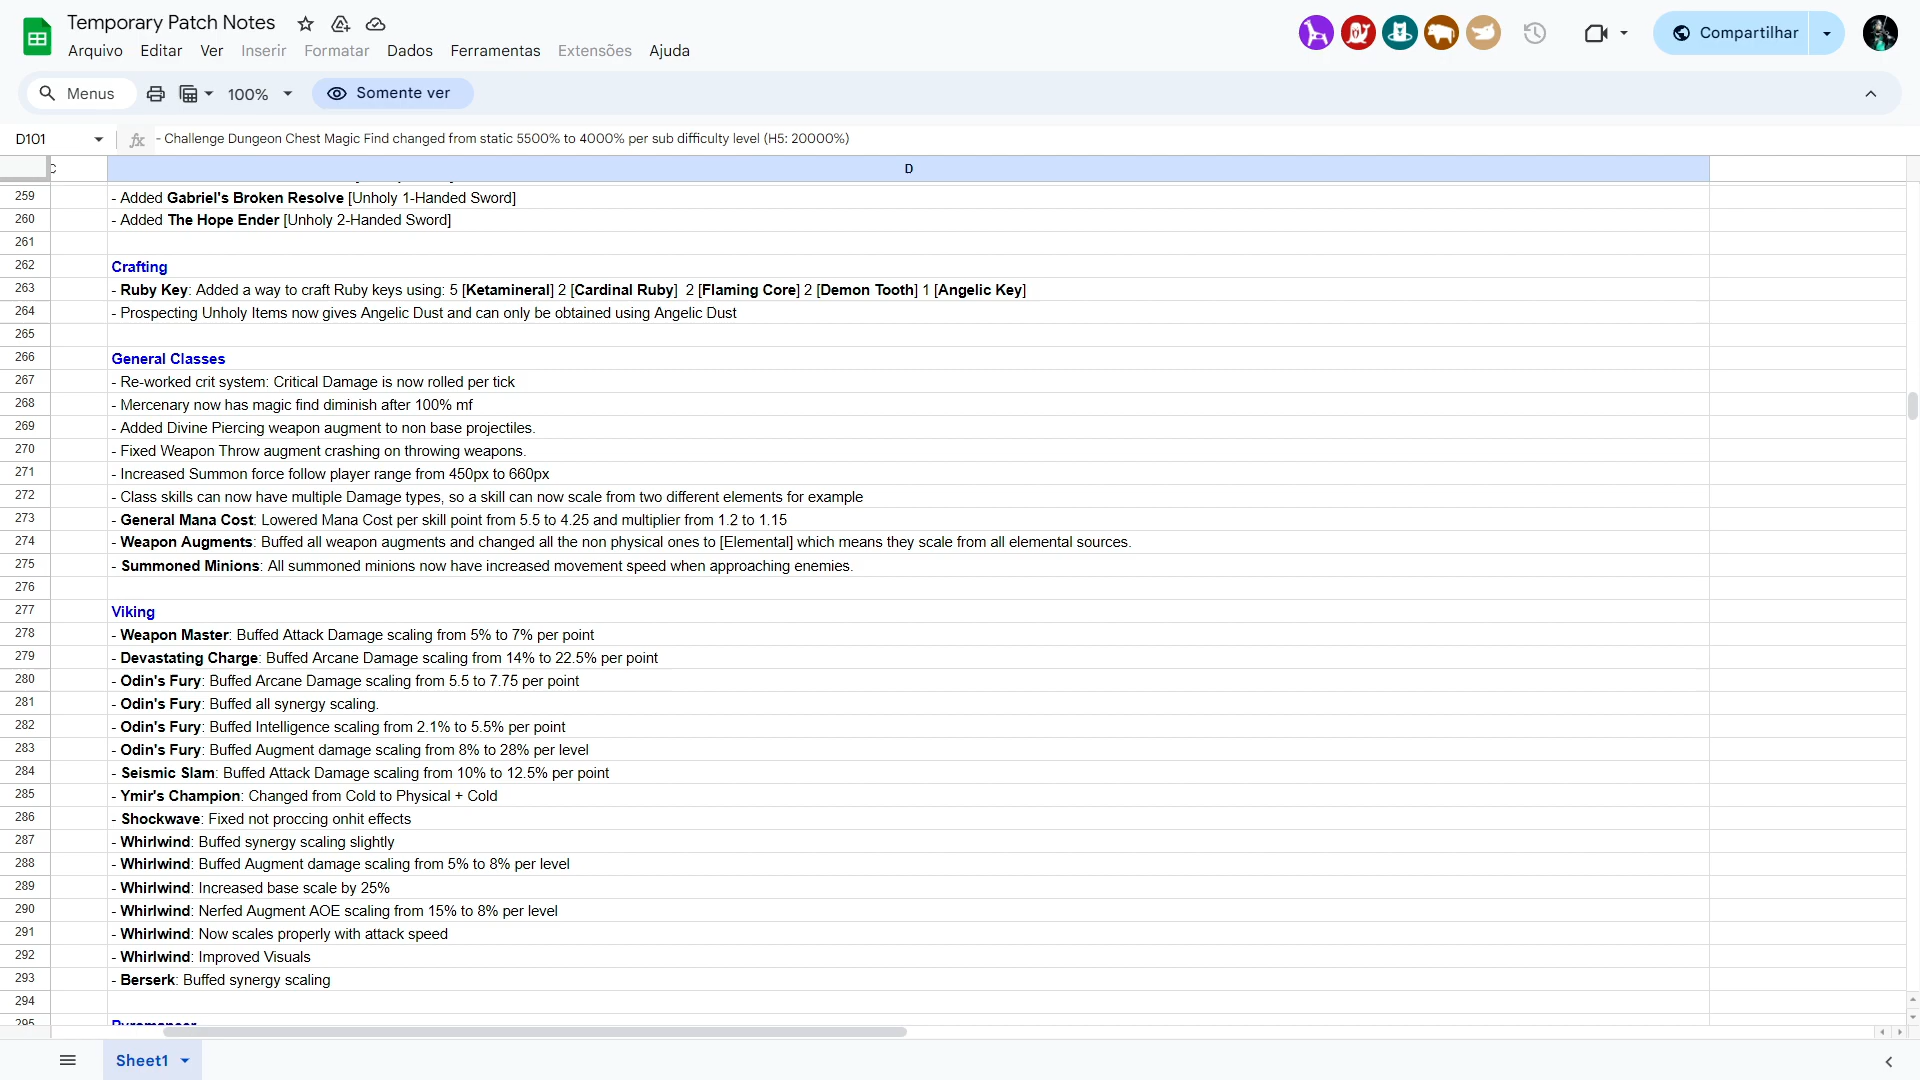 Temporary Patch Notes
Arquivo Editar Ver Inserir Formatar Dados Ferramentas Extensões Ajuda
Compartilhar
Menus 100% Somente ver
D101 fx - Challenge Dungeon Chest Magic Find changed from static 5500% to 4000% per sub difficulty level (H5: 20000%)
D
259 - Added Gabriel's Broken Resolve [Unholy 1-Handed Sword]
260 - Added The Hope Ender [Unholy 2-Handed Sword]
261
262 Crafting
263 - Ruby Key: Added a way to craft Ruby keys using: 5 [Ketamineral] 2 [Cardinal Ruby] 2 [Flaming Core] 2 [Demon Tooth] 1 [Angelic Key]
264 - Prospecting Unholy Items now gives Angelic Dust and can only be obtained using Angelic Dust
265
266 General Classes
267 - Re-worked crit system: Critical Damage is now rolled per tick
268 - Mercenary now has magic find diminish after 100% mf
269 - Added Divine Piercing weapon augment to non base projectiles.
270 - Fixed Weapon Throw augment crashing on throwing weapons.
271 - Increased Summon force follow player range from 450px to 660px
272 - Class skills can now have multiple Damage types, so a skill can now scale from two different elements for example
273 - General Mana Cost: Lowered Mana Cost per skill point from 5.5 to 4.25 and multiplier from 1.2 to 1.15
274 - Weapon Augments: Buffed all weapon augments and changed all the non physical ones to [Elemental] which means they scale from all elemental sources.
275 - Summoned Minions: All summoned minions now have increased movement speed when approaching enemies.
276
277 Viking
278 - Weapon Master: Buffed Attack Damage scaling from 5% to 7% per point
279 - Devastating Charge: Buffed Arcane Damage scaling from 14% to 22.5% per point
280 - Odin's Fury: Buffed Arcane Damage scaling from 5.5 to 7.75 per point
281 - Odin's Fury: Buffed all synergy scaling.
282 - Odin's Fury: Buffed Intelligence scaling from 2.1% to 5.5% per point
283 - Odin's Fury: Buffed Augment damage scaling from 8% to 28% per level
284 - Seismic Slam: Buffed Attack Damage scaling from 10% to 12.5% per point
285 - Ymir's Champion: Changed from Cold to Physical + Cold
286 - Shockwave: Fixed not proccing onhit effects
287 - Whirlwind: Buffed synergy scaling slightly
288 - Whirlwind: Buffed Augment damage scaling from 5% to 8% per level
289 - Whirlwind: Increased base scale by 25%
290 - Whirlwind: Nerfed Augment AOE scaling from 15% to 8% per level
291 - Whirlwind: Now scales properly with attack speed
292 - Whirlwind: Improved Visuals
293 - Berserk: Buffed synergy scaling
294
295 Pyromancer
Sheet1